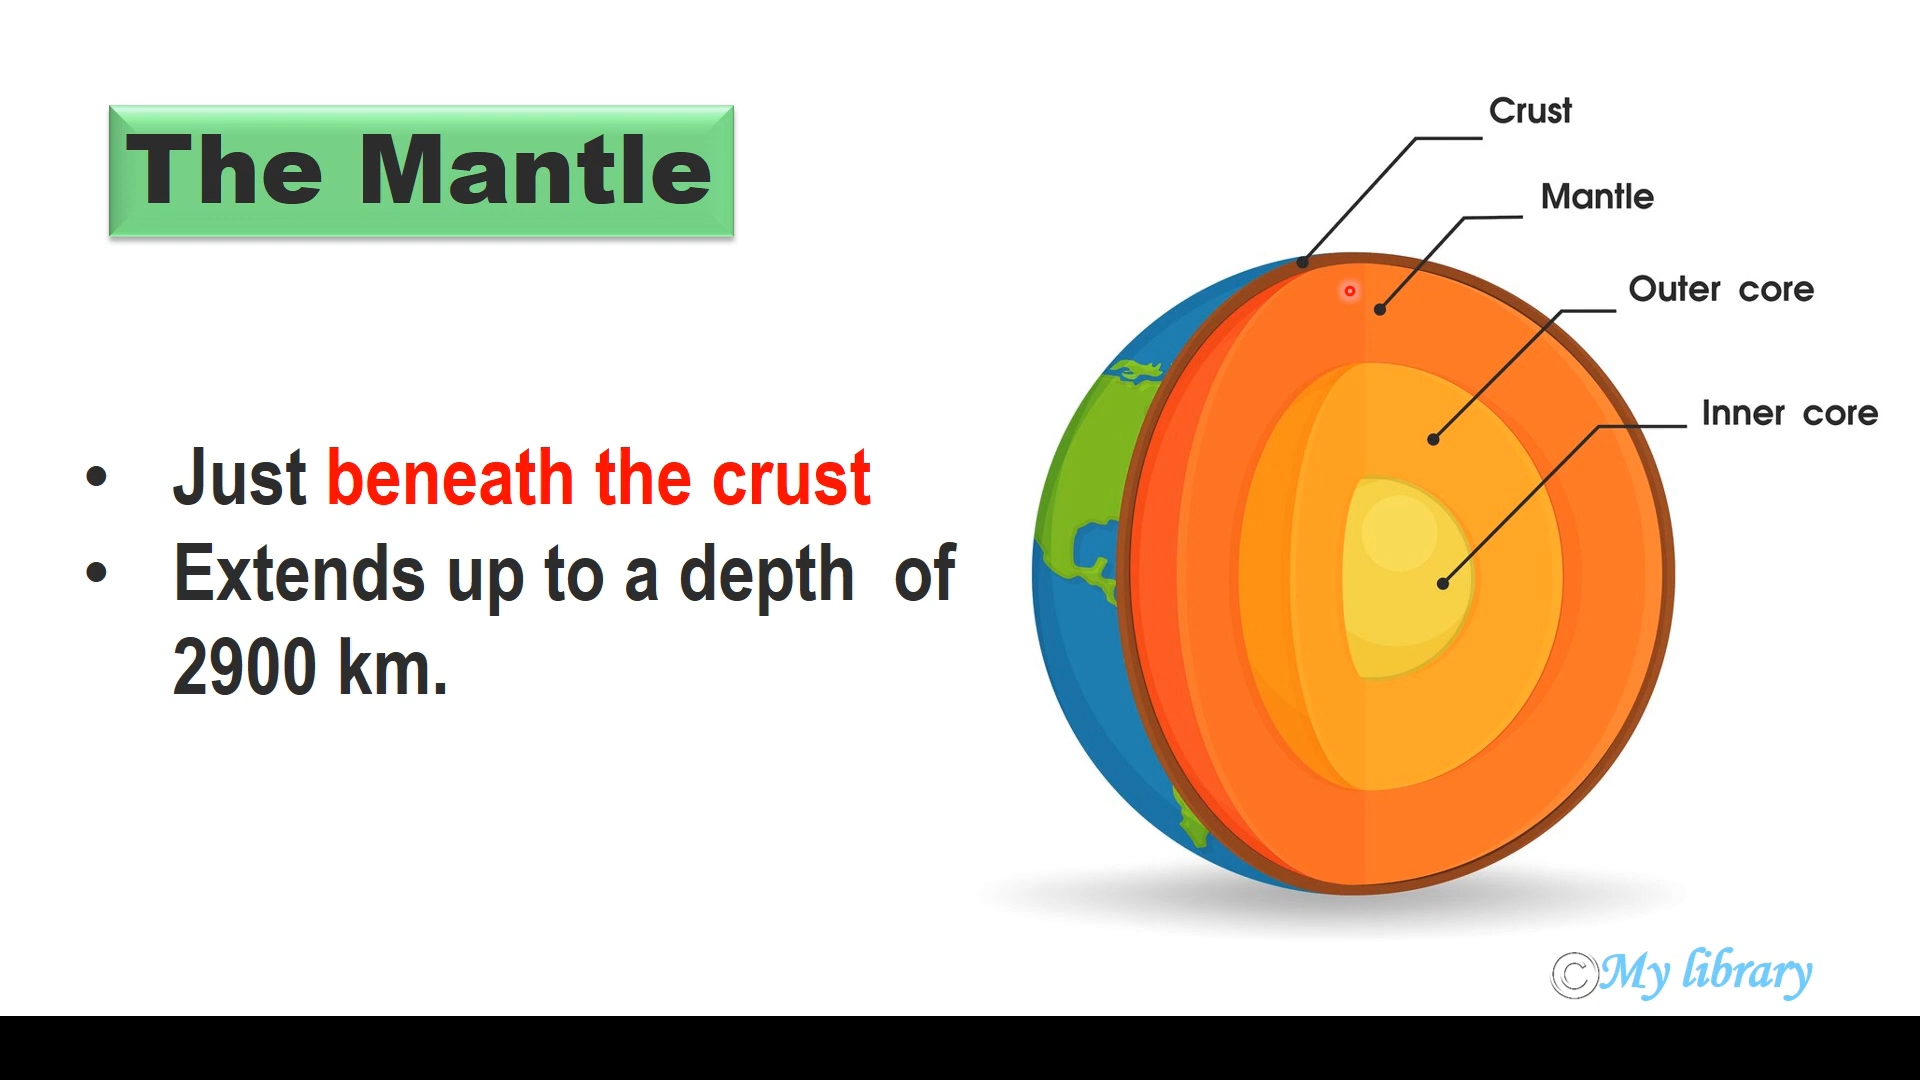 The Mantle
• Just beneath the crust
• Extends up to a depth of
2900 km.
Crust
Mantle
Outer core
Inner core
©My library